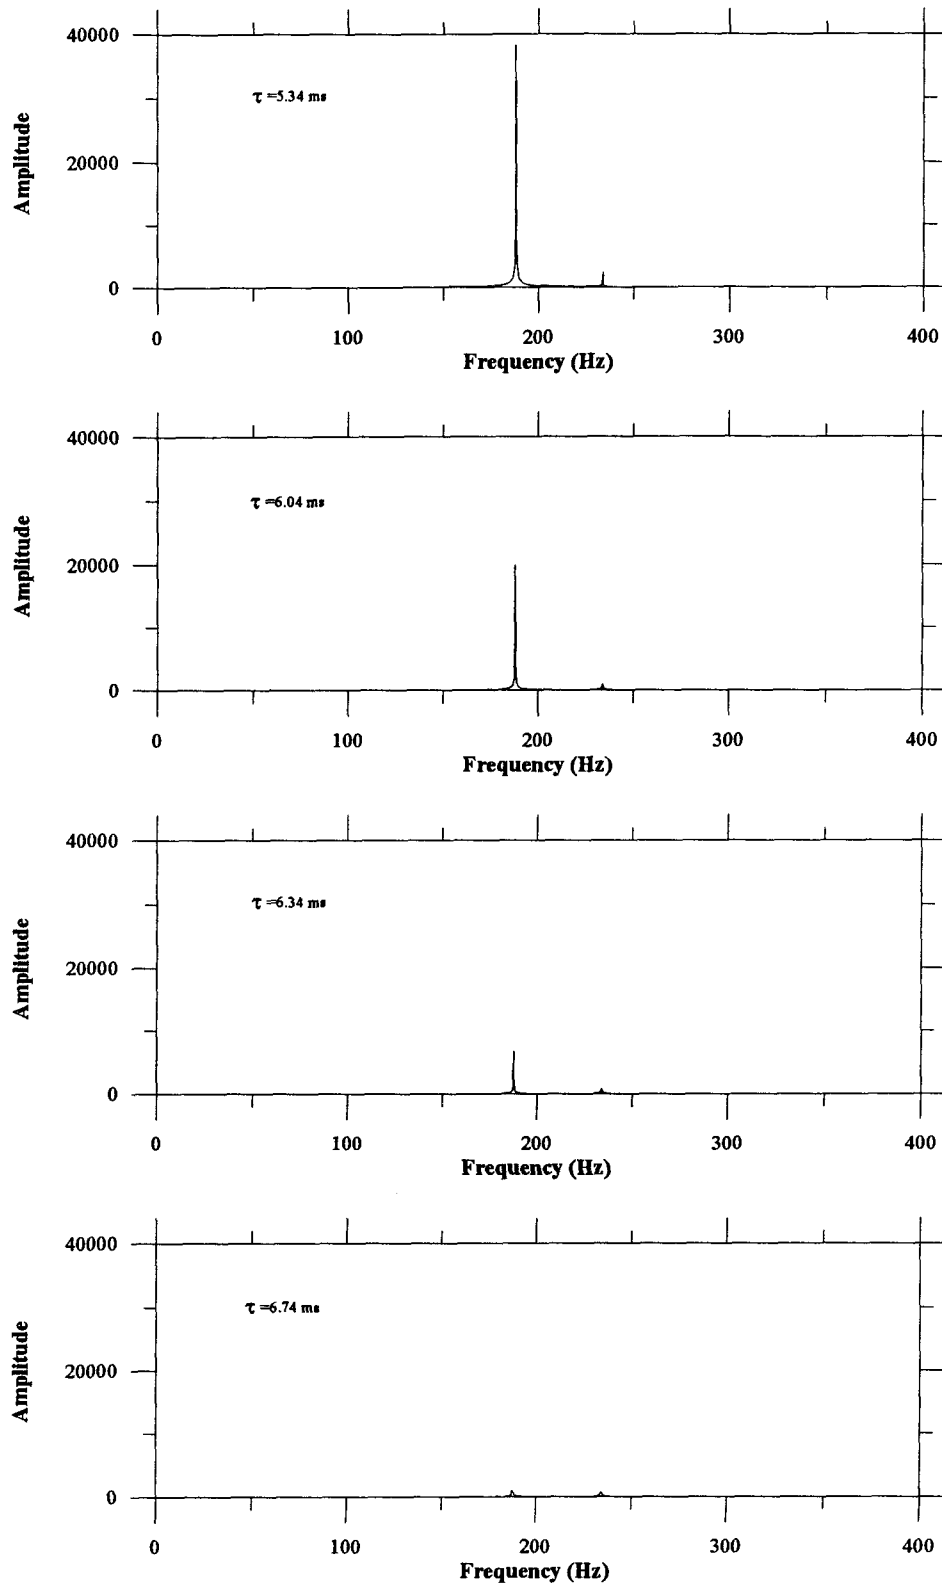 40000
τ =5.34 ms
Amplitude
20000
0
0 100 200 300 400
Frequency (Hz)
40000
τ =6.04 ms
Amplitude
20000
0
0 100 200 300 400
Frequency (Hz)
40000
τ =6.34 ms
Amplitude
20000
0
0 100 200 300 400
Frequency (Hz)
40000
τ =6.74 ms
Amplitude
20000
0
0 100 200 300 400
Frequency (Hz)